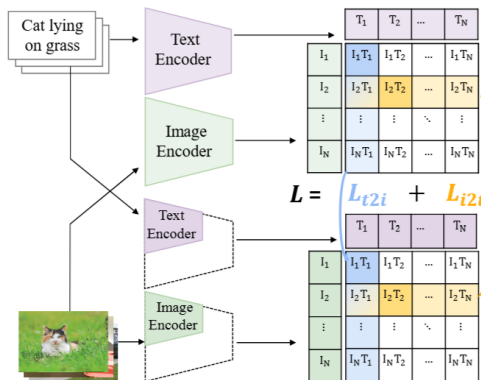 Cat lying
on grass
Text
Encoder
Image
Encoder
T1 T2 ... TN
I1 I1T1 I1T2 ... I1TN
I2 I2T1 I2T2 ... I2TN
⋮ ⋮ ⋮ ⋱ ⋮
IN INT1 INT2 ... INTN
L = Lt2i + Li2t
Text
Encoder
Image
Encoder
T1 T2 ... TN
I1 I1T1 I1T2 ... I1TN
I2 I2T1 I2T2 ... I2TN
⋮ ⋮ ⋮ ⋱ ⋮
IN INT1 INT2 ... INTN